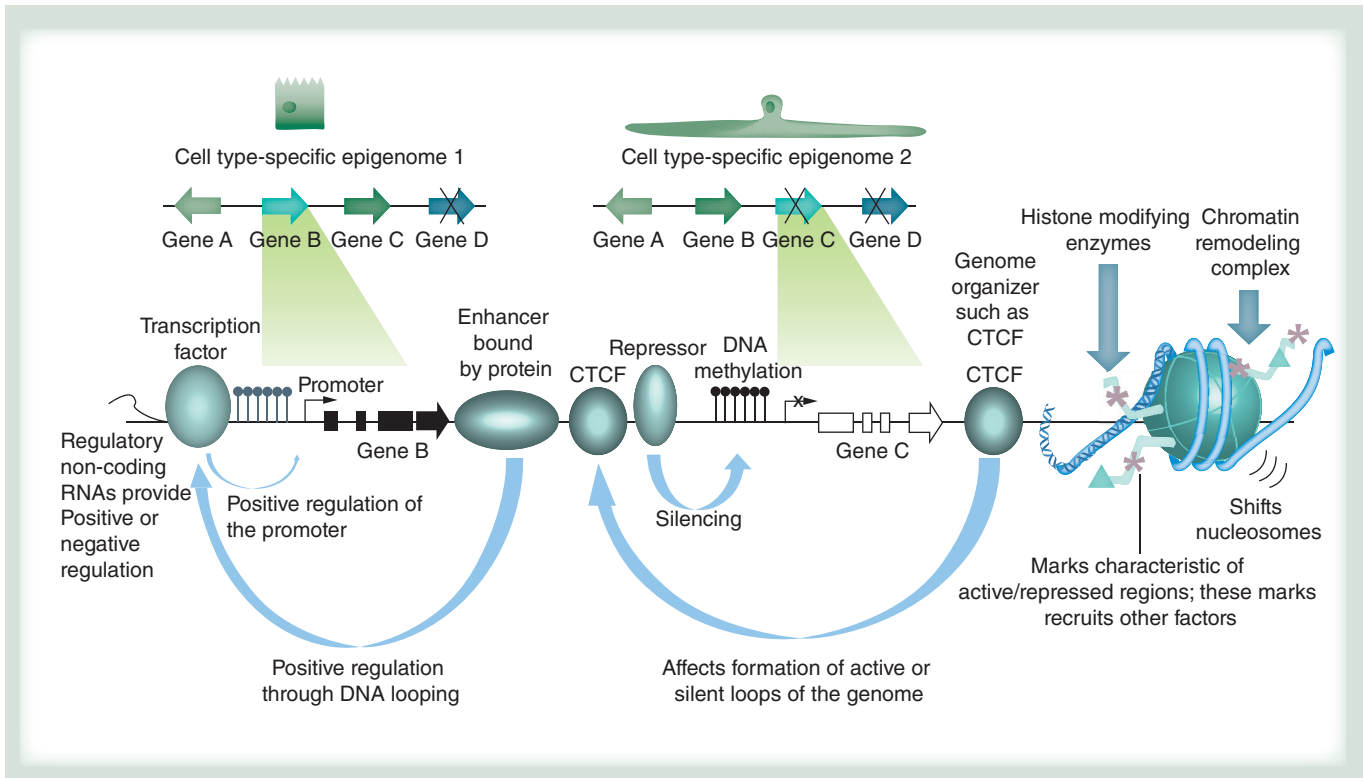 Cell type-specific epigenome 1
Gene A Gene B Gene C Gene D
Cell type-specific epigenome 2
Gene A Gene B Gene C Gene D
Histone modifying
enzymes
Chromatin
remodeling
complex
Genome
organizer
such as
CTCF
Transcription
factor
Promoter
Enhancer
bound
by protein
CTCF
Repressor
DNA
methylation
x
CTCF
Gene B
Gene C
Regulatory
non-coding
RNAs provide
Positive or
negative
regulation
Positive regulation of
the promoter
Silencing
Shifts
nucleosomes
Marks characteristic of
active/repressed regions; these marks
recruits other factors
Positive regulation
through DNA looping
Affects formation of active or
silent loops of the genome